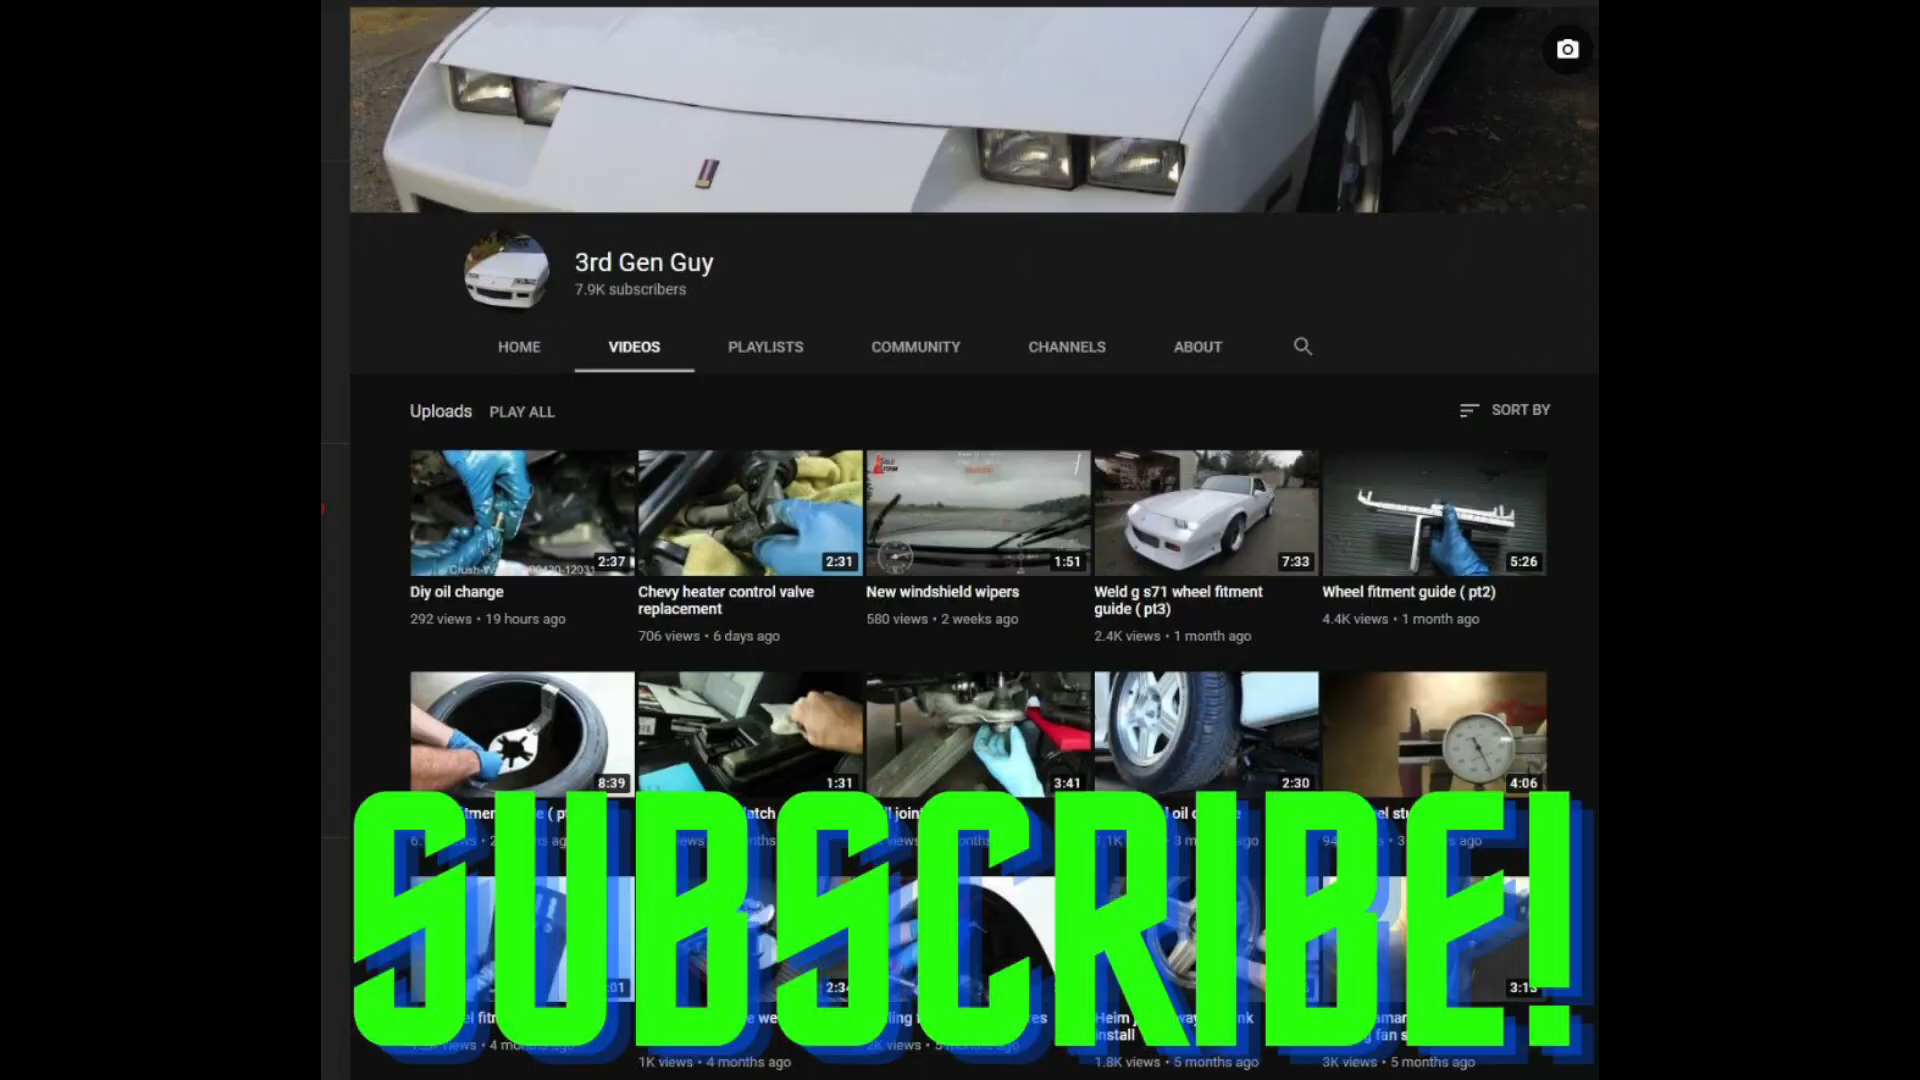 3rd Gen Guy
7.9K subscribers
HOME VIDEOS PLAYLISTS COMMUNITY CHANNELS ABOUT
Uploads PLAY ALL SORT BY
2:37 2:31 1:51 7:33 5:26
Diy oil change
292 views • 19 hours ago
Chevy heater control valve
replacement
706 views • 6 days ago
New windshield wipers
580 views • 2 weeks ago
Weld g s71 wheel fitment
guide ( pt3)
2.4K views • 1 month ago
Wheel fitment guide ( pt2)
4.4K views • 1 month ago
8:39 1:31 3:41 2:30 4:06
SUBSCRIBE!
1K views • 4 months ago
install
1.8K views • 5 months ago
3K views • 5 months ago